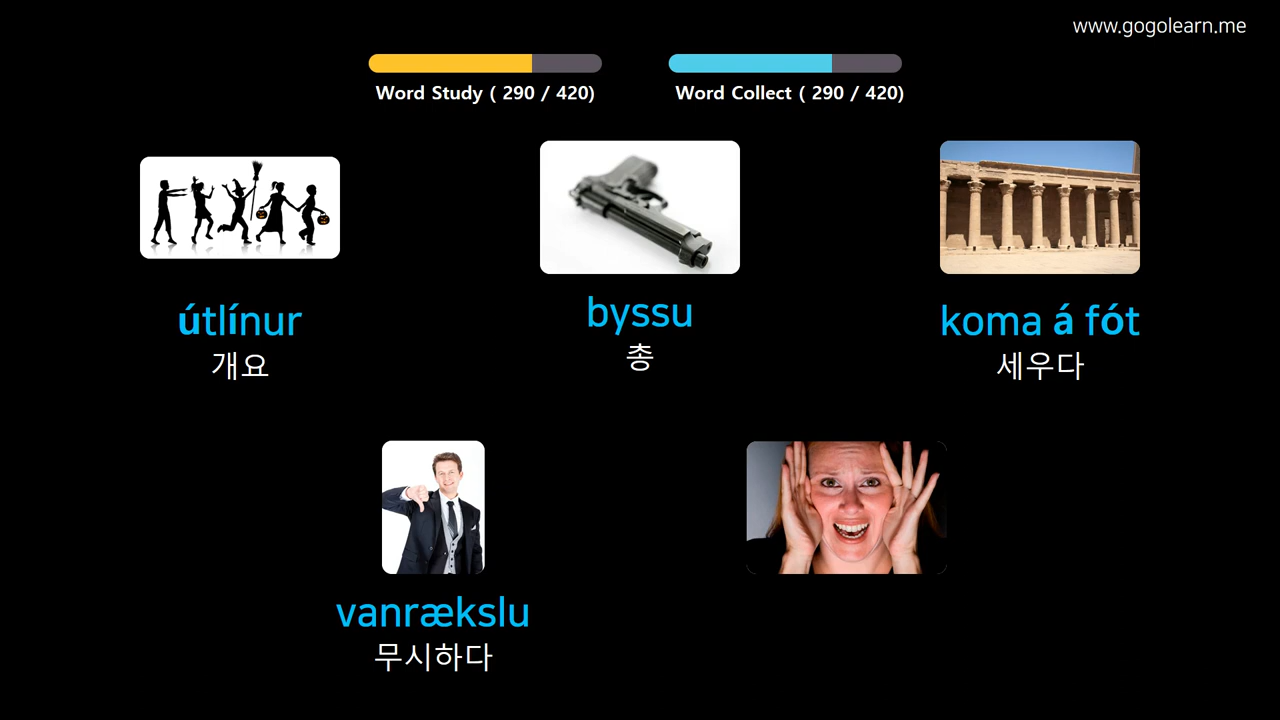 www.gogolearn.me
Word Study ( 290 / 420)
Word Collect ( 290 / 420)
útlínur
개요
byssu
총
koma á fót
세우다
vanrækslu
무시하다